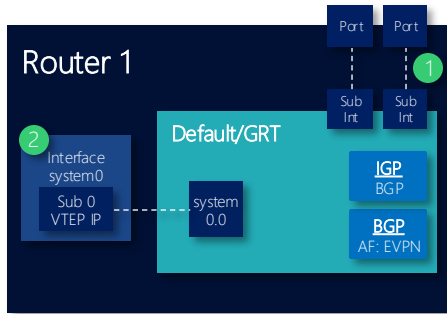 Port
Port
Router 1
1
Sub
Int
Sub
Int
Default/GRT
2
Interface
system0
Sub 0
VTEP IP
system
0.0
IGP
BGP
BGP
AF: EVPN